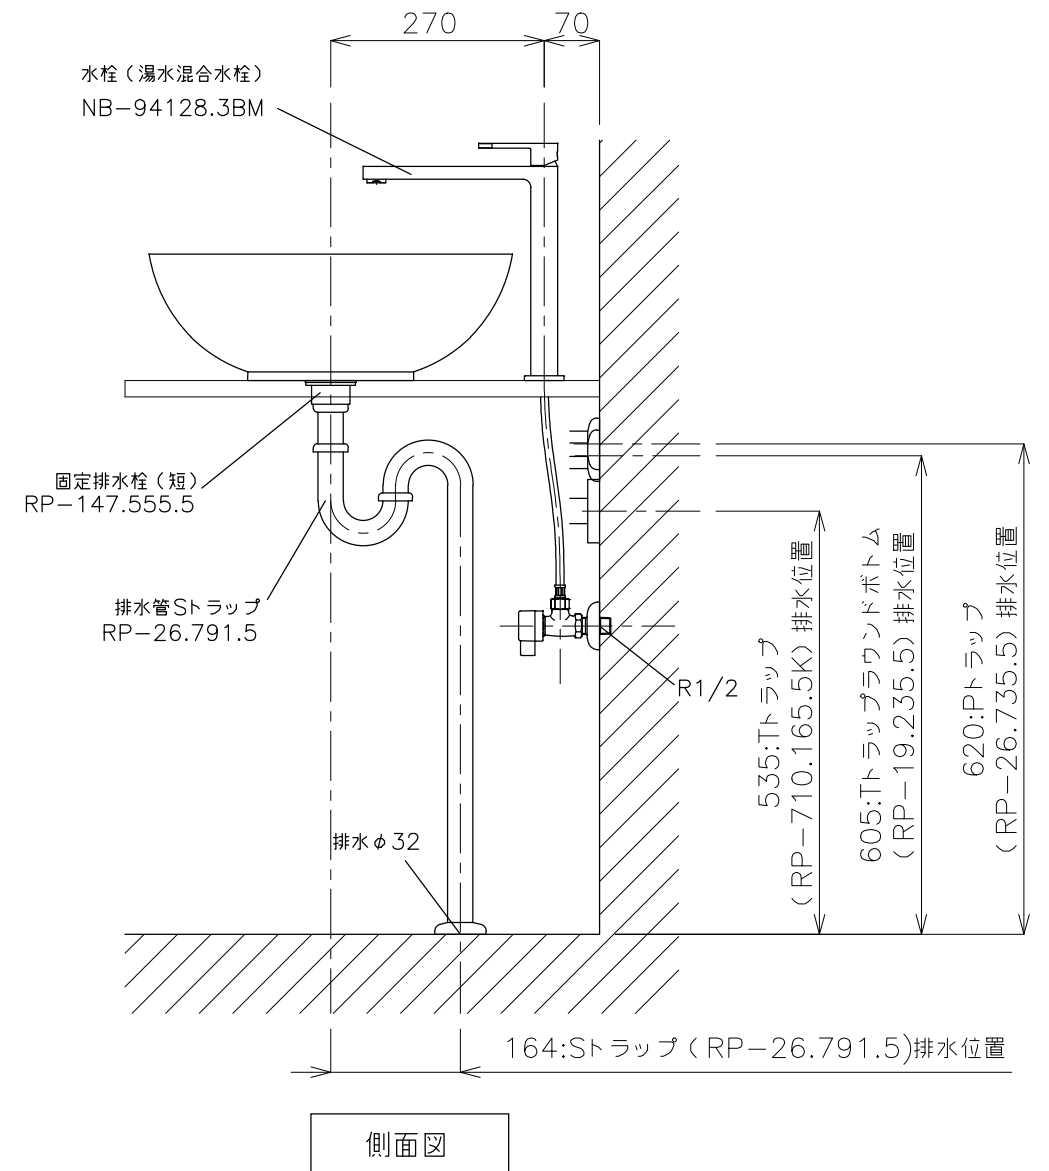 270
70
水栓（湯水混合水栓）
NB-94128.3BM
固定排水栓（短）
RP-147.555.5
排水管Sトラップ
RP-26.791.5
R1/2
535:Tトラップ
（RP-710.165.5K）排水位置
605:Tトラップラウンドボトム
（RP-19.235.5）排水位置
620:Pトラップ
（RP-26.735.5）排水位置
排水φ32
164:Sトラップ（RP-26.791.5)排水位置
側面図